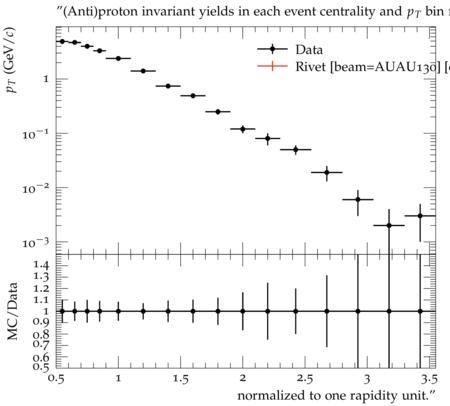 "(Anti)proton invariant yields in each event centrality and p_T bin
p_T (GeV/c)
Data
Rivet [beam=AUAU130]
1
10^-1
10^-2
10^-3
MC/Data
1.4
1.3
1.2
1.1
1
0.9
0.8
0.7
0.6
0.5
0.5 1 1.5 2 2.5 3 3.5
normalized to one rapidity unit."